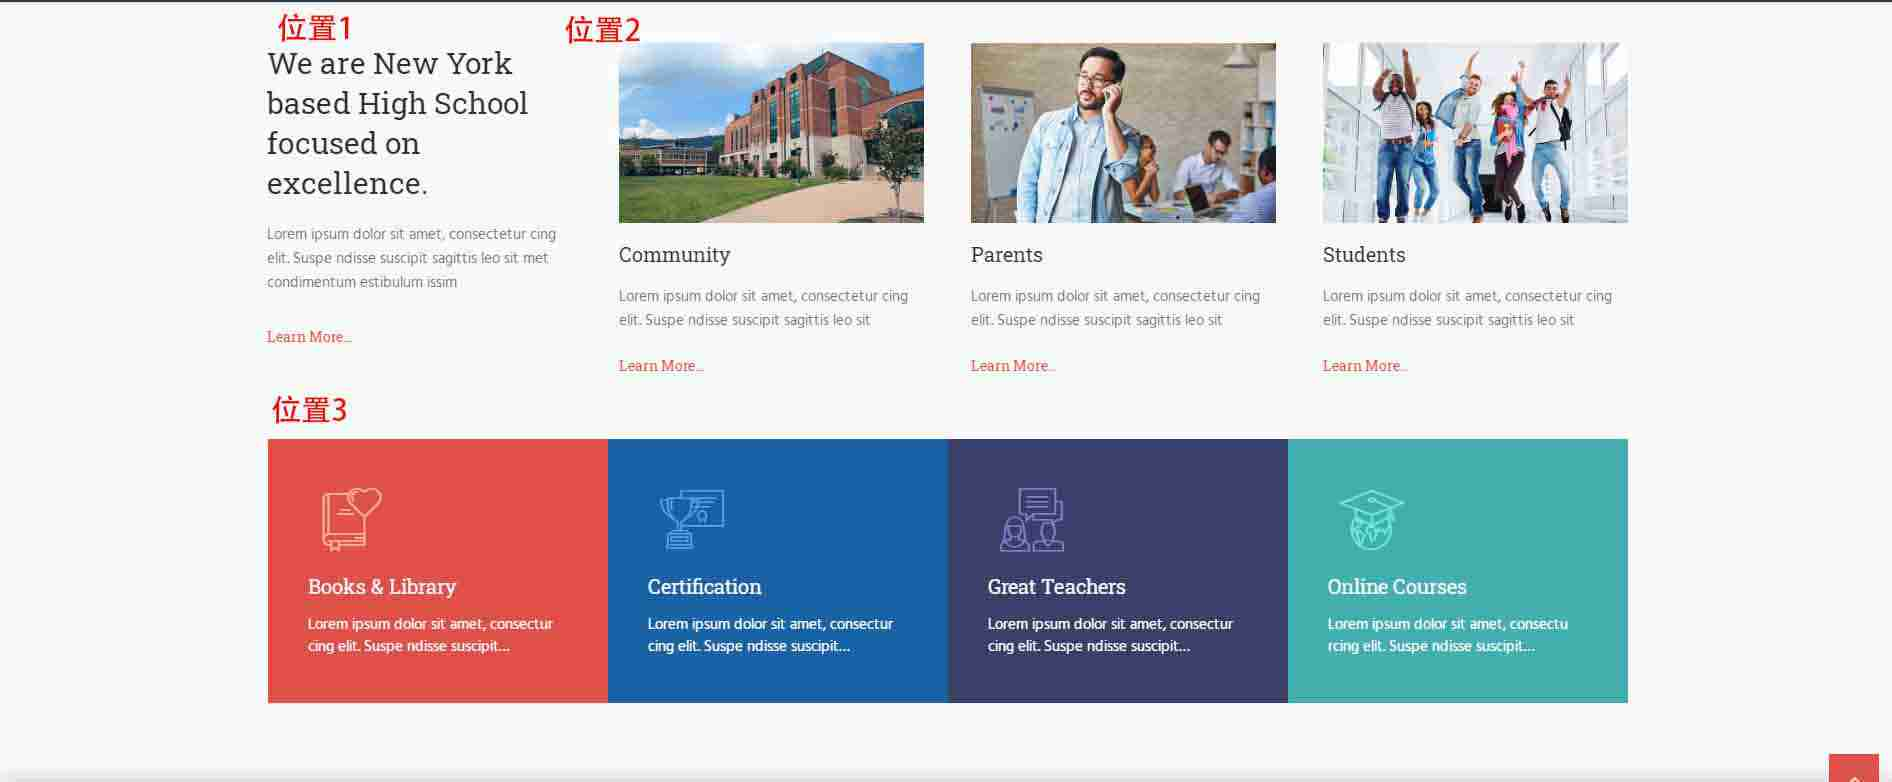 位置1
We are New York
based High School
focused on
excellence.
Lorem ipsum dolor sit amet, consectetur cing
elit. Suspe ndisse suscipit sagittis leo sit met
condimentum estibulum issim
Learn More...
位置2
Community
Lorem ipsum dolor sit amet, consectetur cing
elit. Suspe ndisse suscipit sagittis leo sit
Learn More...
Parents
Lorem ipsum dolor sit amet, consectetur cing
elit. Suspe ndisse suscipit sagittis leo sit
Learn More...
Students
Lorem ipsum dolor sit amet, consectetur cing
elit. Suspe ndisse suscipit sagittis leo sit
Learn More...
位置3
Books & Library
Lorem ipsum dolor sit amet, consectur
cing elit. Suspe ndisse suscipit...
Certification
Lorem ipsum dolor sit amet, consectur
cing elit. Suspe ndisse suscipit...
Great Teachers
Lorem ipsum dolor sit amet, consectur
cing elit. Suspe ndisse suscipit...
Online Courses
Lorem ipsum dolor sit amet, consectu
rcing elit. Suspe ndisse suscipit...